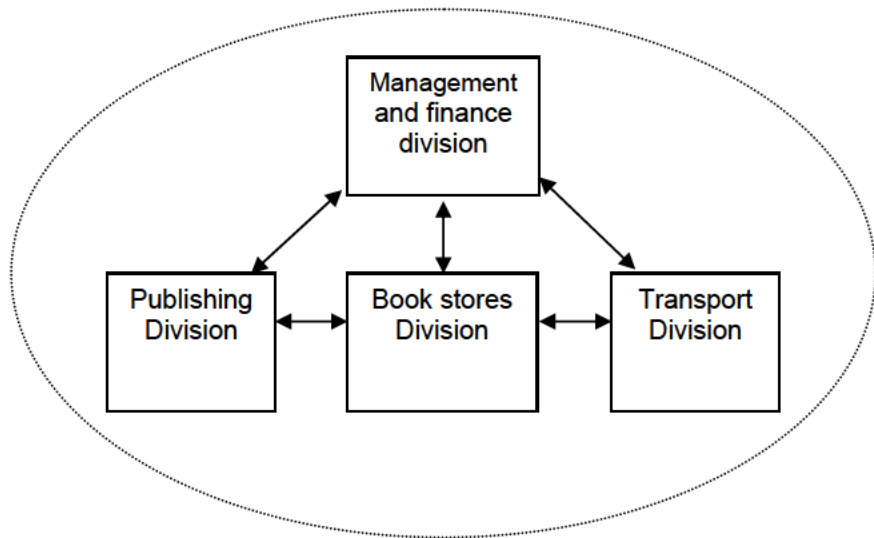 Management
and finance
division
Publishing
Division
Book stores
Division
Transport
Division